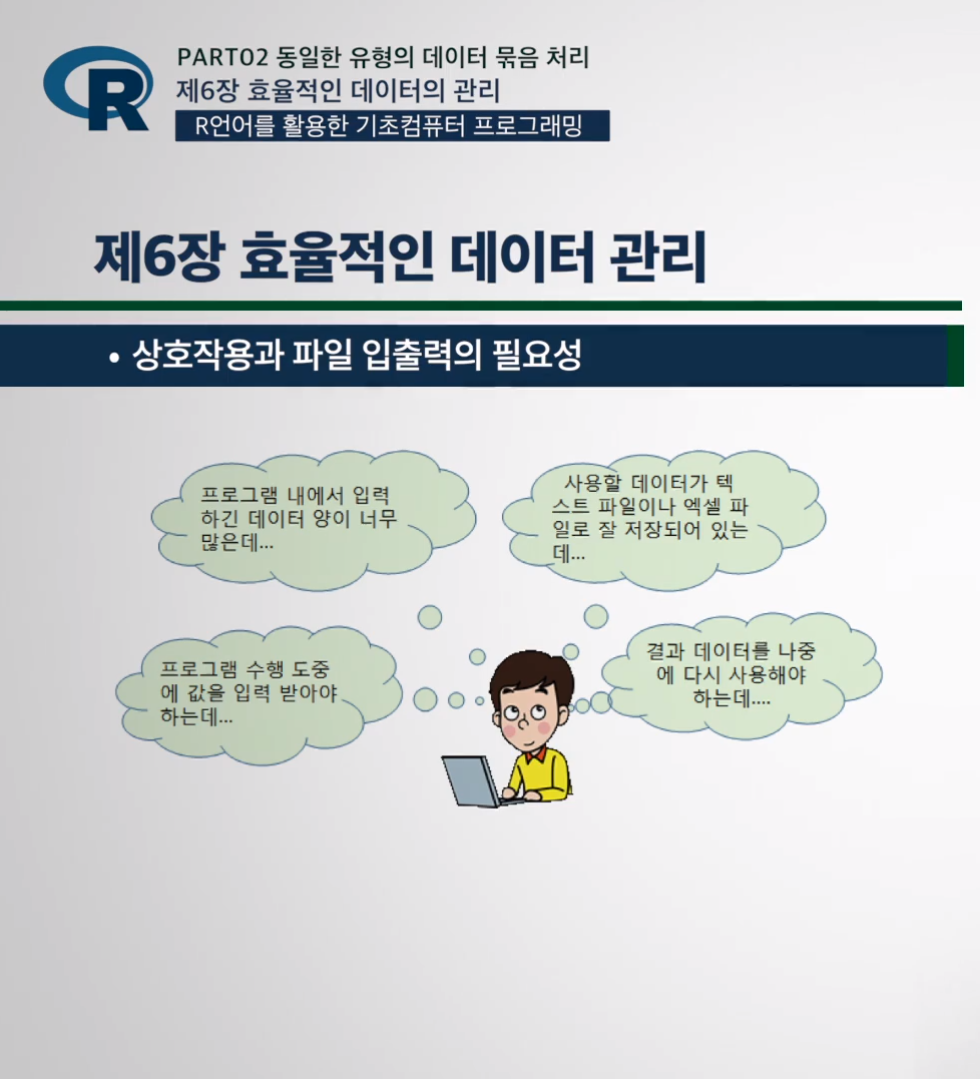 R
PART02 동일한 유형의 데이터 묶음 처리
제6장 효율적인 데이터의 관리
R언어를 활용한 기초컴퓨터 프로그래밍
제6장 효율적인 데이터 관리
• 상호작용과 파일 입출력의 필요성
프로그램 내에서 입력
하긴 데이터 양이 너무
많은데...
사용할 데이터가 텍
스트 파일이나 엑셀 파
일로 잘 저장되어 있는
데...
프로그램 수행 도중
에 값을 입력 받아야
하는데...
결과 데이터를 나중
에 다시 사용해야
하는데....